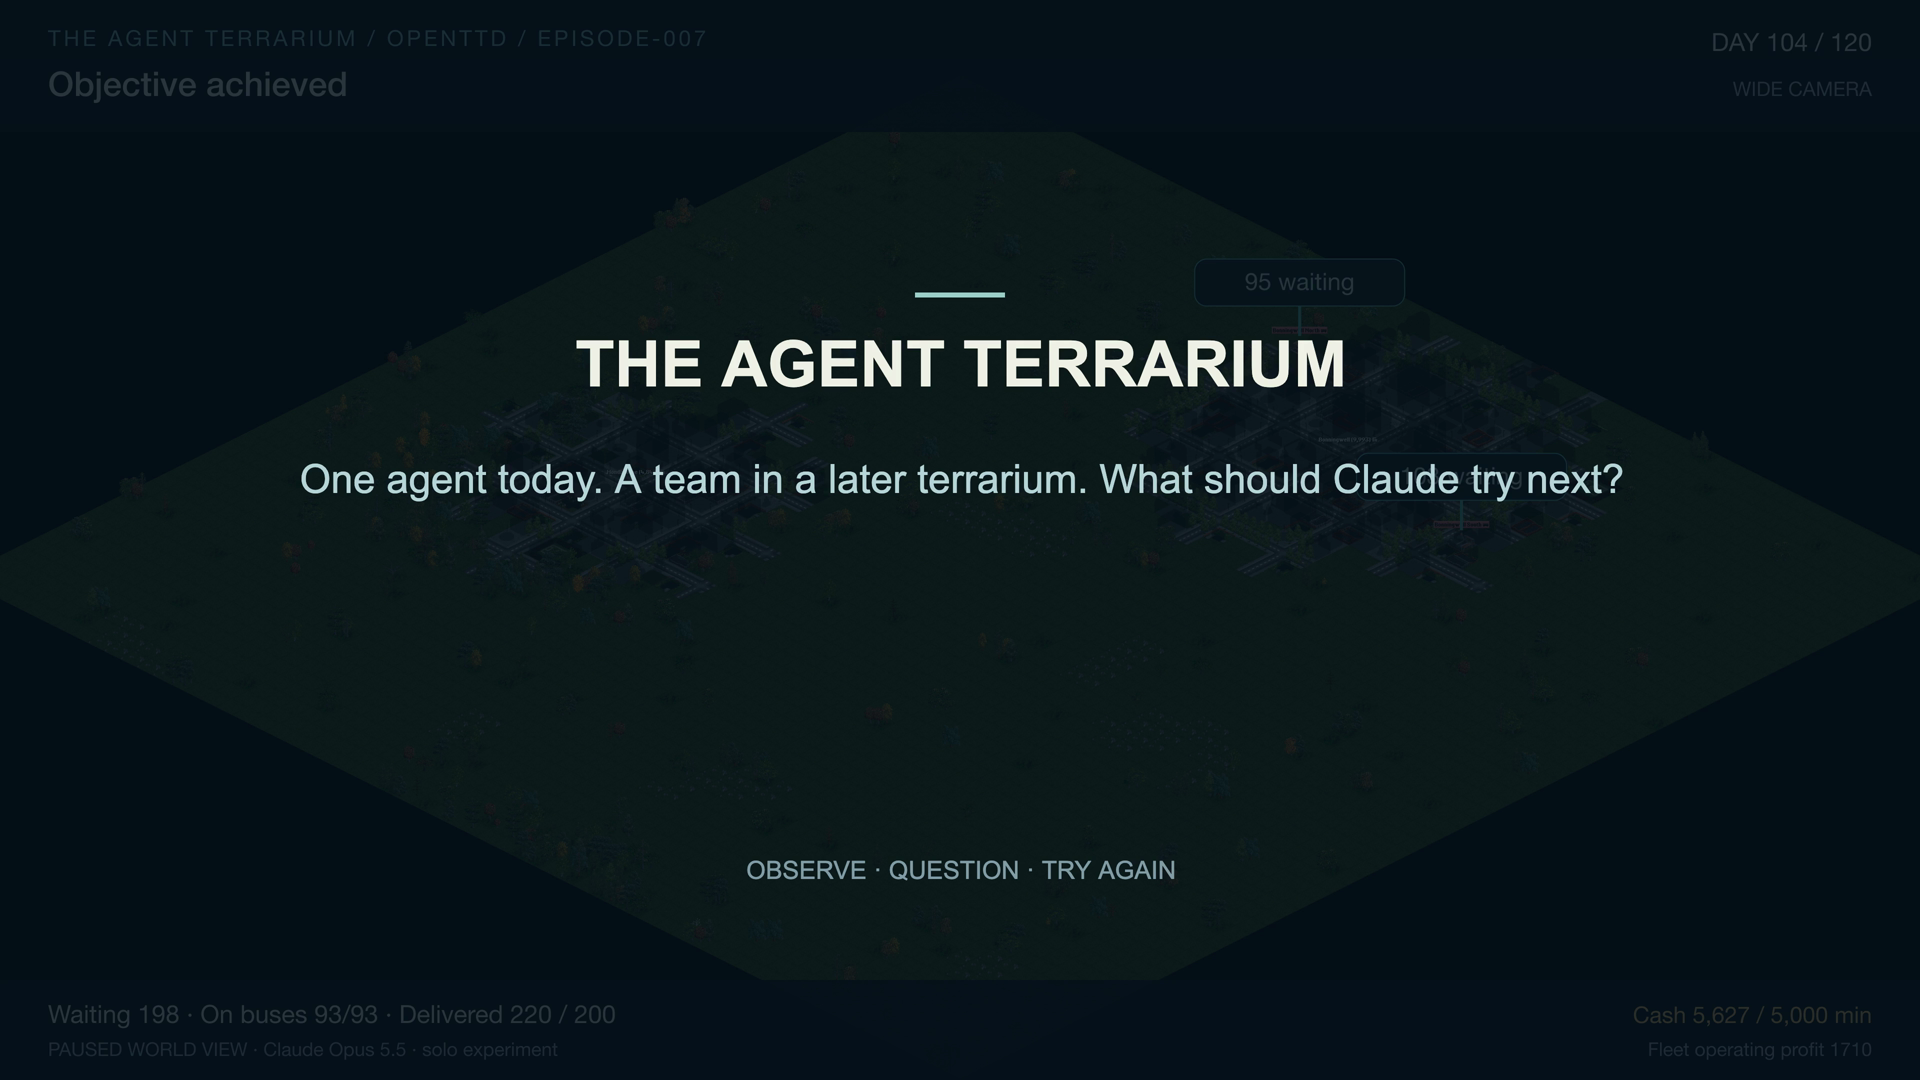 THE AGENT TERRARIUM / OPENTTD / EPISODE-007
Objective achieved
DAY 104 / 120
WIDE CAMERA
95 waiting
THE AGENT TERRARIUM
One agent today. A team in a later terrarium. What should Claude try next?
OBSERVE · QUESTION · TRY AGAIN
Waiting 198 · On buses 93/93 · Delivered 220 / 200
PAUSED WORLD VIEW · Claude Opus 5.5 · solo experiment
Cash 5,627 / 5,000 min
Fleet operating profit 1710